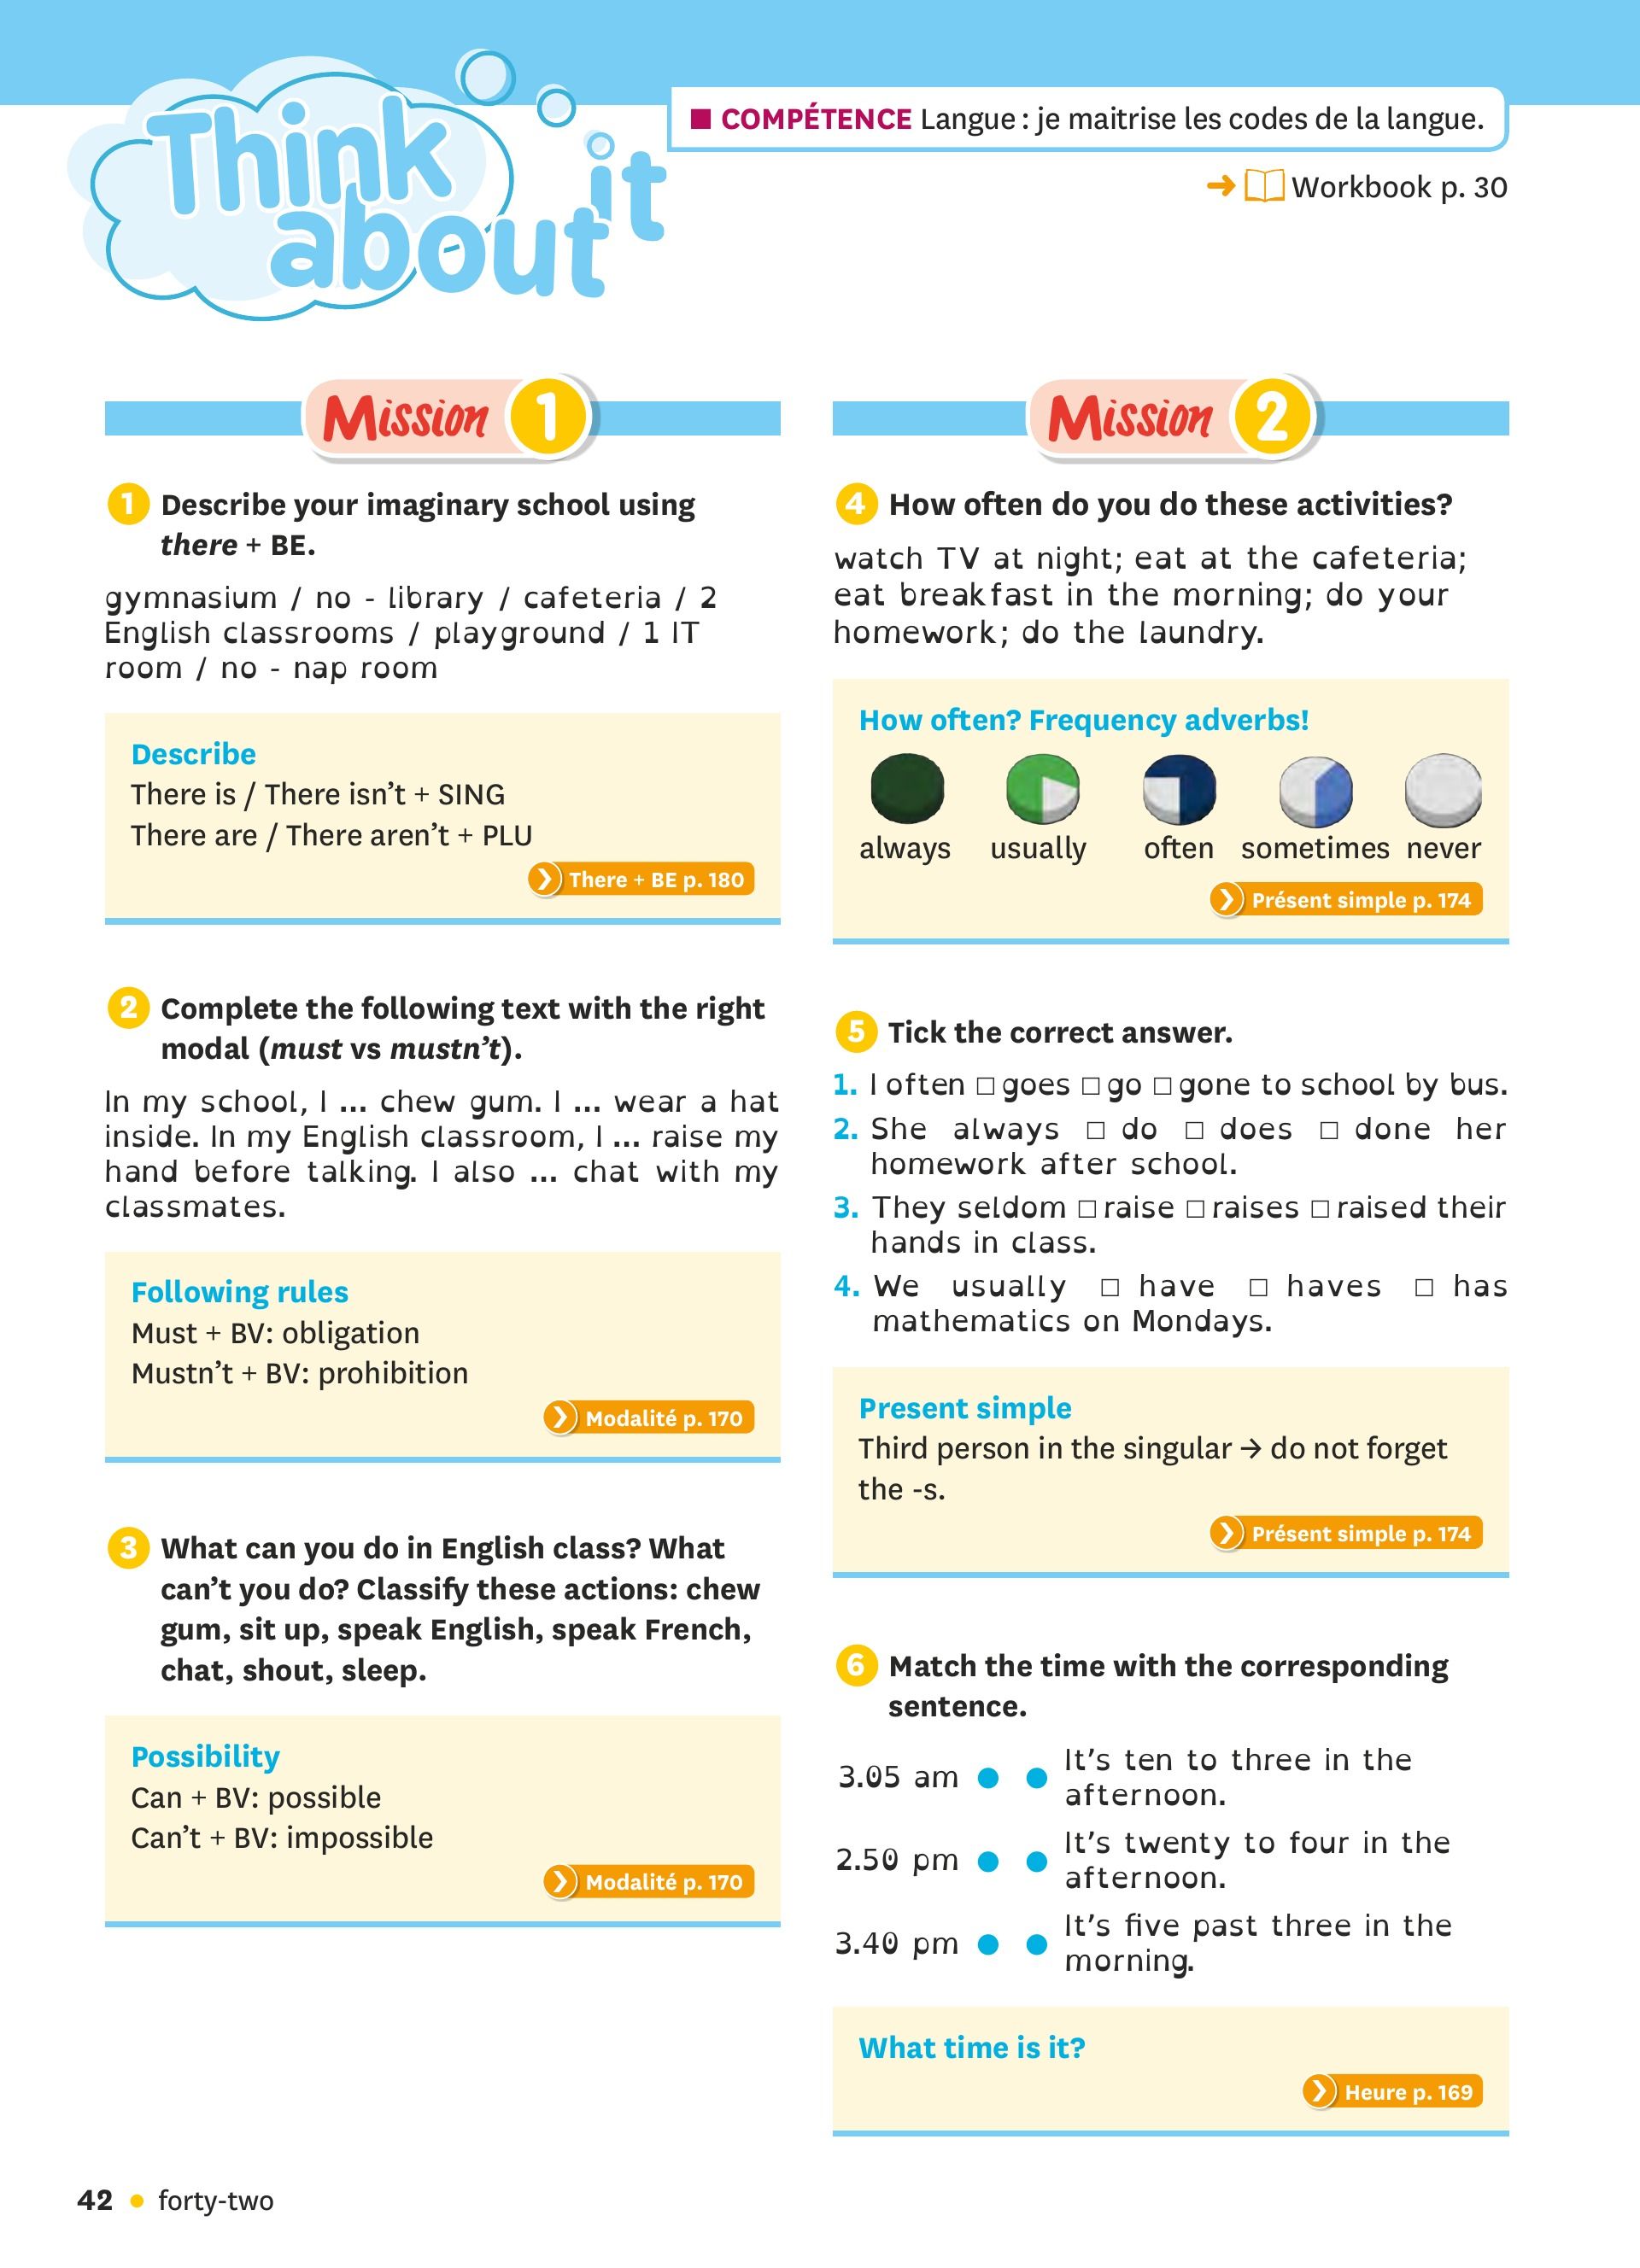 Think
about it
■ COMPÉTENCE Langue : je maitrise les codes de la langue.
➜ Workbook p. 30
Mission 1
1 Describe your imaginary school using
there + BE.
gymnasium / no - library / cafeteria / 2
English classrooms / playground / 1 IT
room / no - nap room
Describe
There is / There isn't + SING
There are / There aren't + PLU
There + BE p. 180
2 Complete the following text with the right
modal (must vs mustn't).
In my school, I ... chew gum. I ... wear a hat
inside. In my English classroom, I ... raise my
hand before talking. I also ... chat with my
classmates.
Following rules
Must + BV: obligation
Mustn't + BV: prohibition
Modalité p. 170
3 What can you do in English class? What
can't you do? Classify these actions: chew
gum, sit up, speak English, speak French,
chat, shout, sleep.
Possibility
Can + BV: possible
Can't + BV: impossible
Modalité p. 170
Mission 2
4 How often do you do these activities?
watch TV at night; eat at the cafeteria;
eat breakfast in the morning; do your
homework; do the laundry.
How often? Frequency adverbs!
always usually often sometimes never
Présent simple p. 174
5 Tick the correct answer.
1. I often □ goes □ go □ gone to school by bus.
2. She always □ do □ does □ done her
homework after school.
3. They seldom □ raise □ raises □ raised their
hands in class.
4. We usually □ have □ haves □ has
mathematics on Mondays.
Present simple
Third person in the singular → do not forget
the -s.
Présent simple p. 174
6 Match the time with the corresponding
sentence.
3.05 am ● ● It's ten to three in the
afternoon.
2.50 pm ● ● It's twenty to four in the
afternoon.
3.40 pm ● ● It's five past three in the
morning.
What time is it?
Heure p. 169
42 ● forty-two